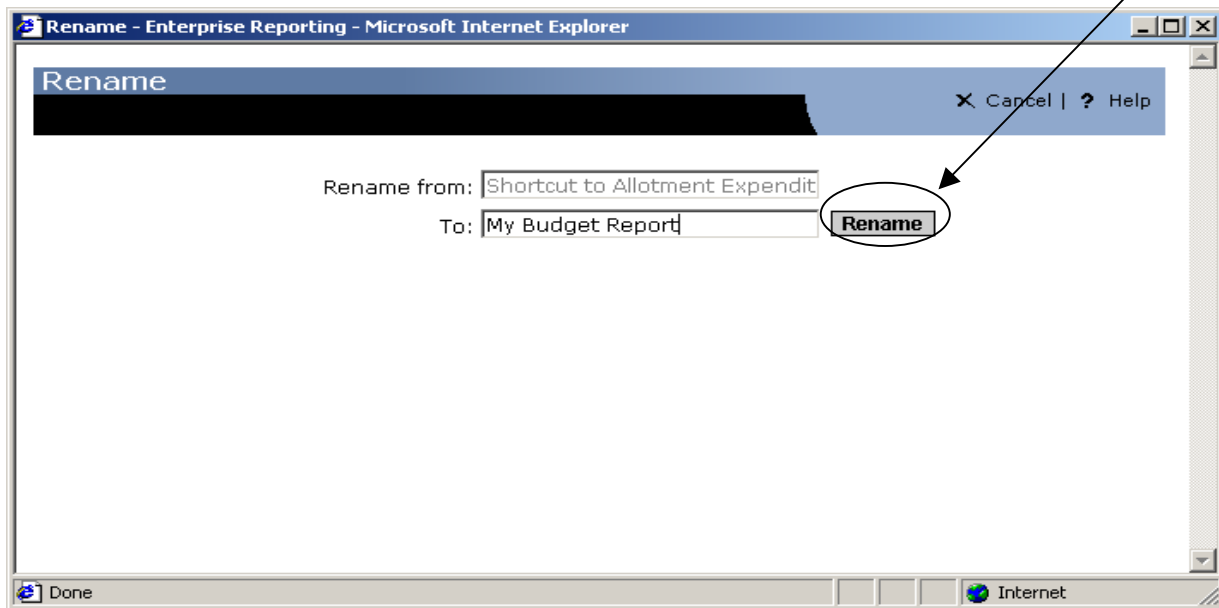 Rename - Enterprise Reporting - Microsoft Internet Explorer
Rename
Cancel | ? Help
Rename from: Shortcut to Allotment Expendit
To: My Budget Report Rename
Done Internet